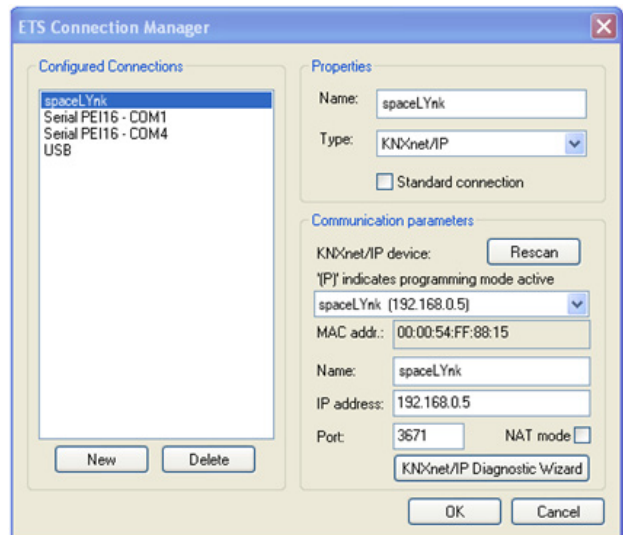 ETS Connection Manager
Configured Connections
spaceLYnk
Serial PEI16 - COM1
Serial PEI16 - COM4
USB
New
Delete
Properties
Name: spaceLYnk
Type: KNXnet/IP
Standard connection
Communication parameters
KNXnet/IP device: Rescan
'(P)' indicates programming mode active
spaceLYnk (192.168.0.5)
MAC addr.: 00:00:54:FF:88:15
Name: spaceLYnk
IP address: 192.168.0.5
Port: 3671 NAT mode
KNXnet/IP Diagnostic Wizard
OK Cancel